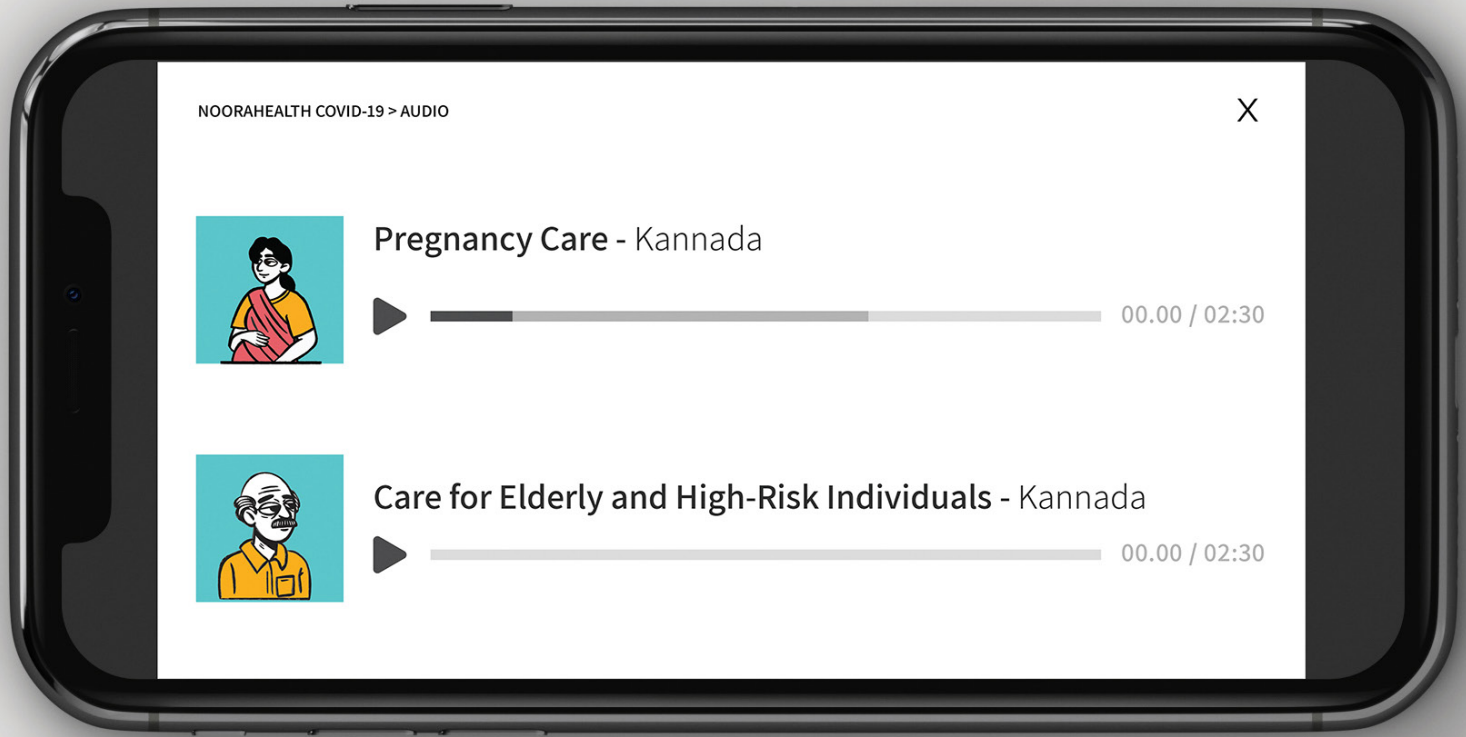 NOORAHEALTH COVID-19 > AUDIO
X
Pregnancy Care - Kannada
00.00 / 02:30
Care for Elderly and High-Risk Individuals - Kannada
00.00 / 02:30